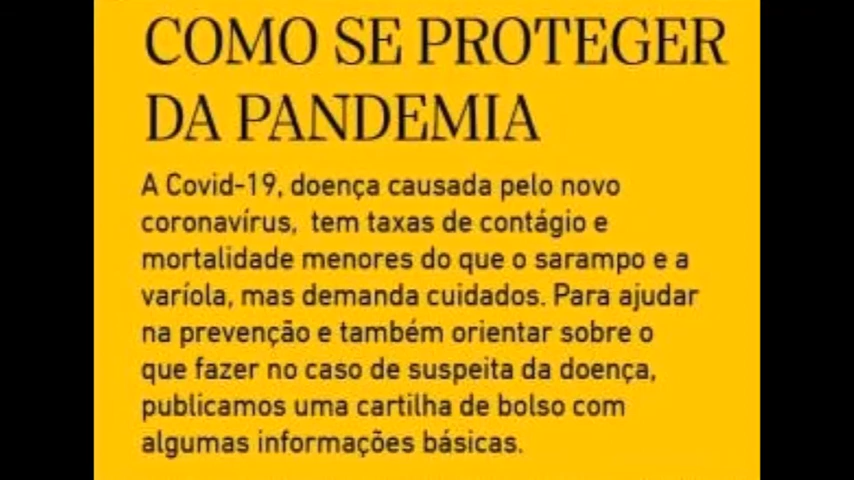 COMO SE PROTEGER
DA PANDEMIA
A Covid-19, doença causada pelo novo
coronavírus, tem taxas de contágio e
mortalidade menores do que o sarampo e a
varíola, mas demanda cuidados. Para ajudar
na prevenção e também orientar sobre o
que fazer no caso de suspeita da doença,
publicamos uma cartilha de bolso com
algumas informações básicas.